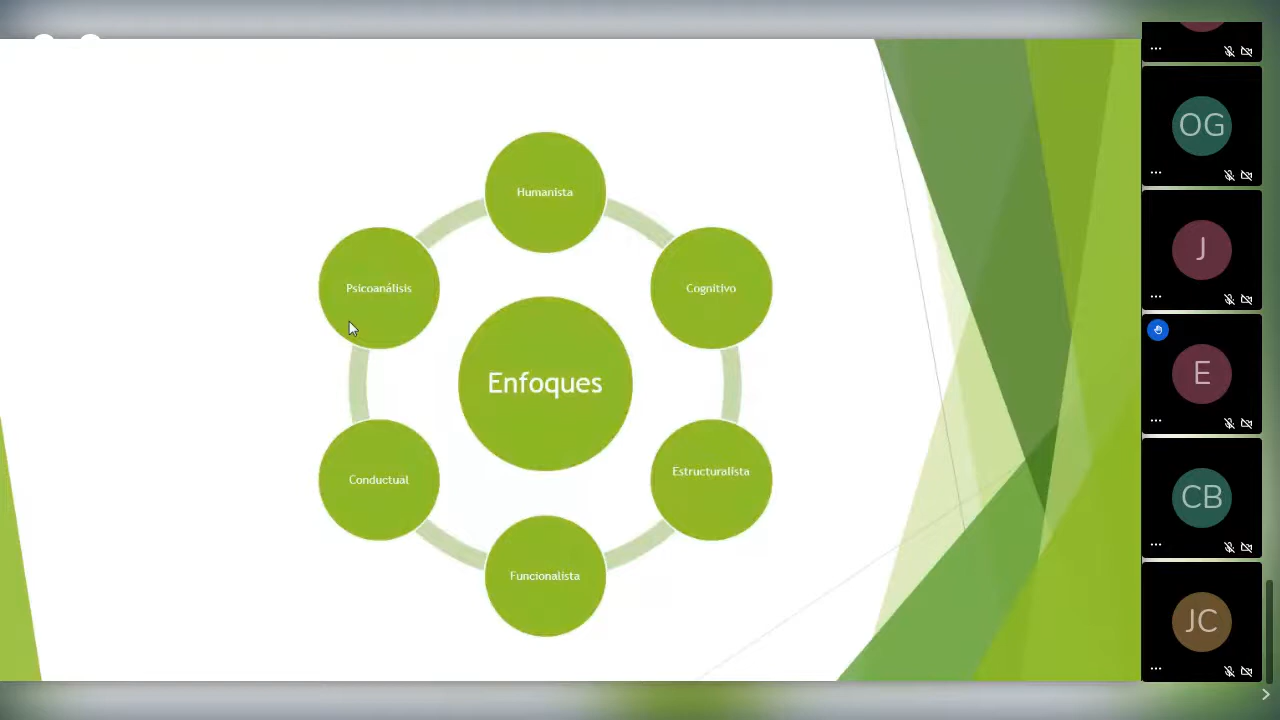 Humanista
Psicoanálisis
Cognitivo
Enfoques
Estructuralista
Conductual
Funcionalista
OG
J
E
CB
JC